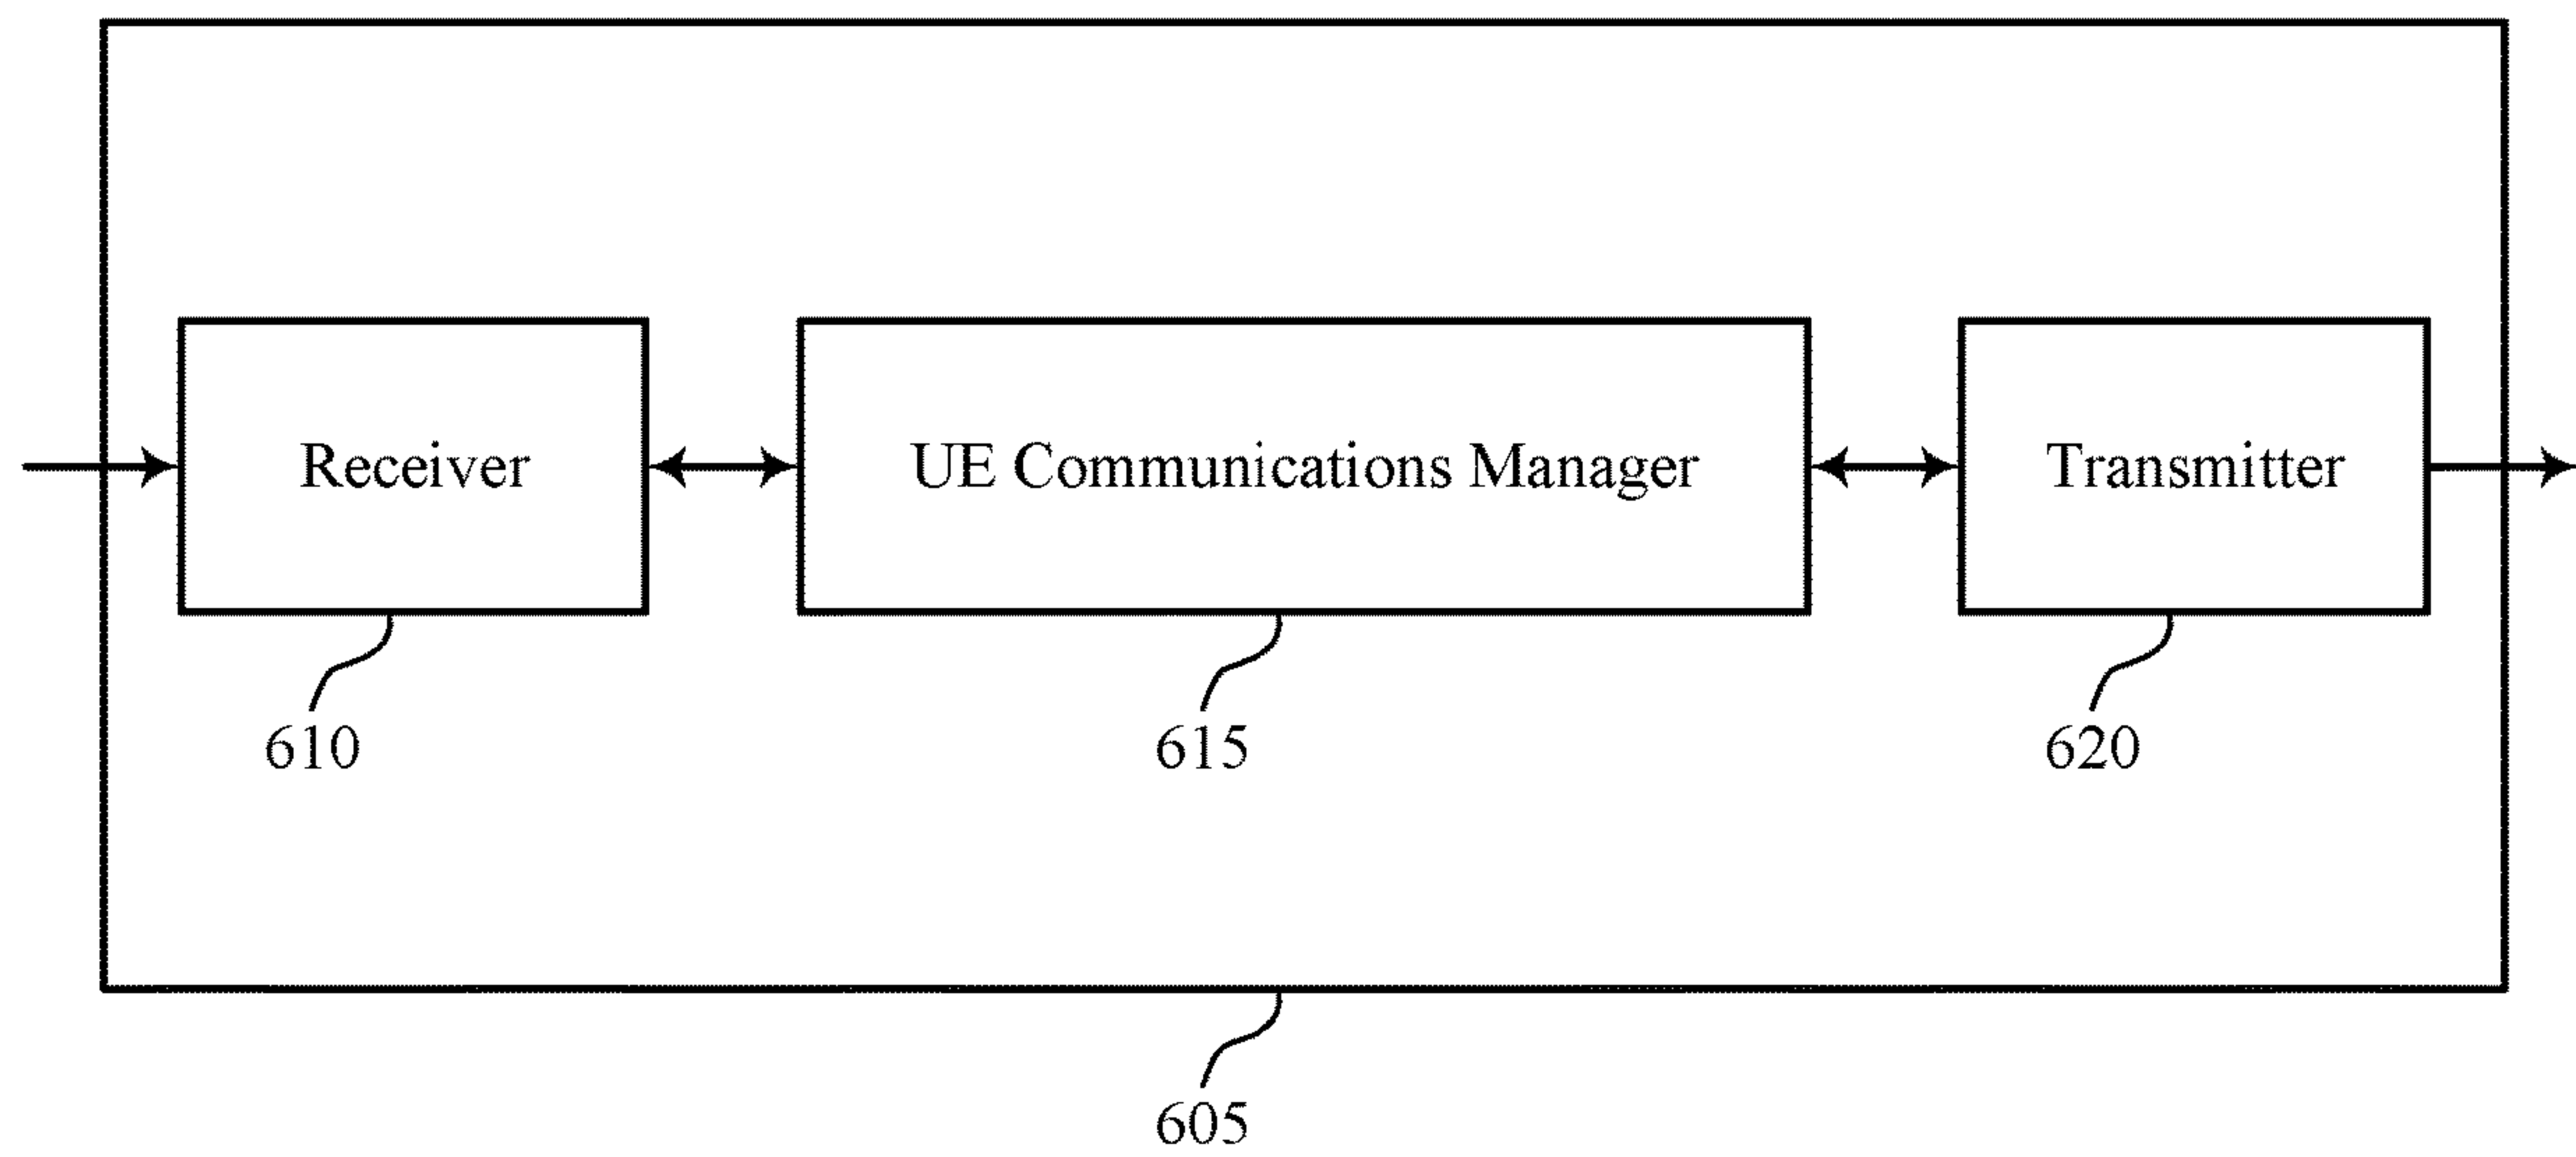 Receiver
UE Communications Manager
Transmitter
610
615
620
605